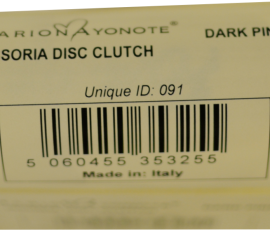 ARION AYONOTE® DARK PIN
SORIA DISC CLUTCH
Unique ID: 091
5 060455 353255
Made in: Italy